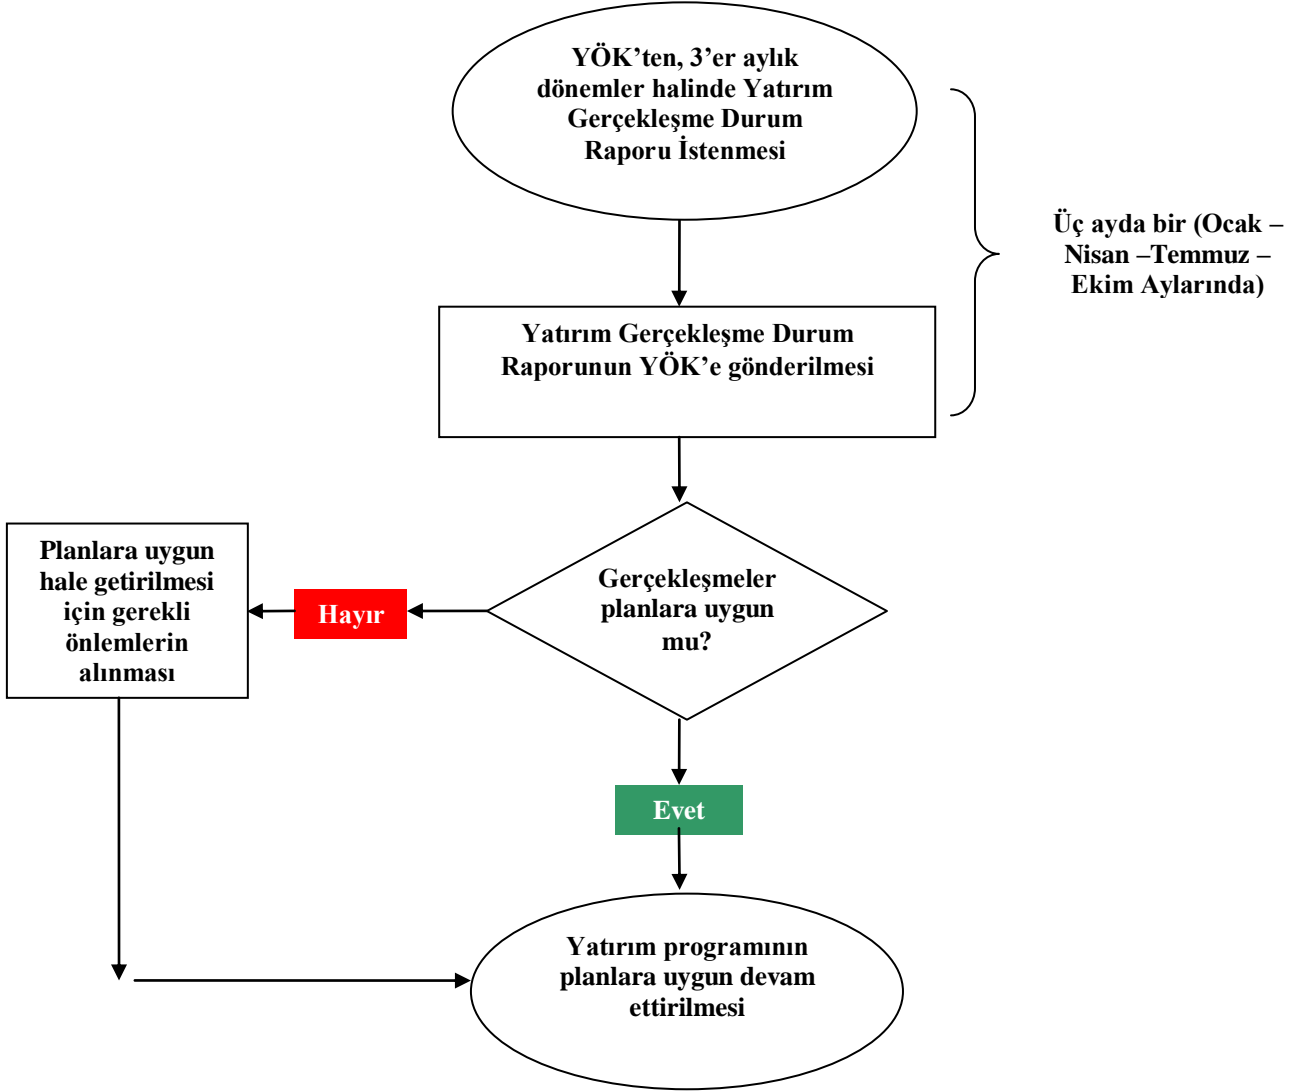 YÖK’ten, 3’er aylık
dönemler halinde Yatırım
Gerçekleşme Durum
Raporu İstenmesi
Üç ayda bir (Ocak –
Nisan –Temmuz –
Ekim Aylarında)
Yatırım Gerçekleşme Durum
Raporunun YÖK’e gönderilmesi
Gerçekleşmeler
planlara uygun
mu?
Hayır
Planlara uygun
hale getirilmesi
için gerekli
önlemlerin
alınması
Evet
Yatırım programının
planlara uygun devam
ettirilmesi